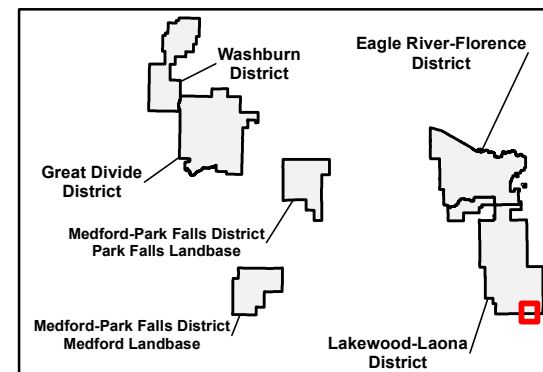 Washburn
District
Eagle River-Florence
District
Great Divide
District
Medford-Park Falls District
Park Falls Landbase
Medford-Park Falls District
Medford Landbase
Lakewood-Laona
District